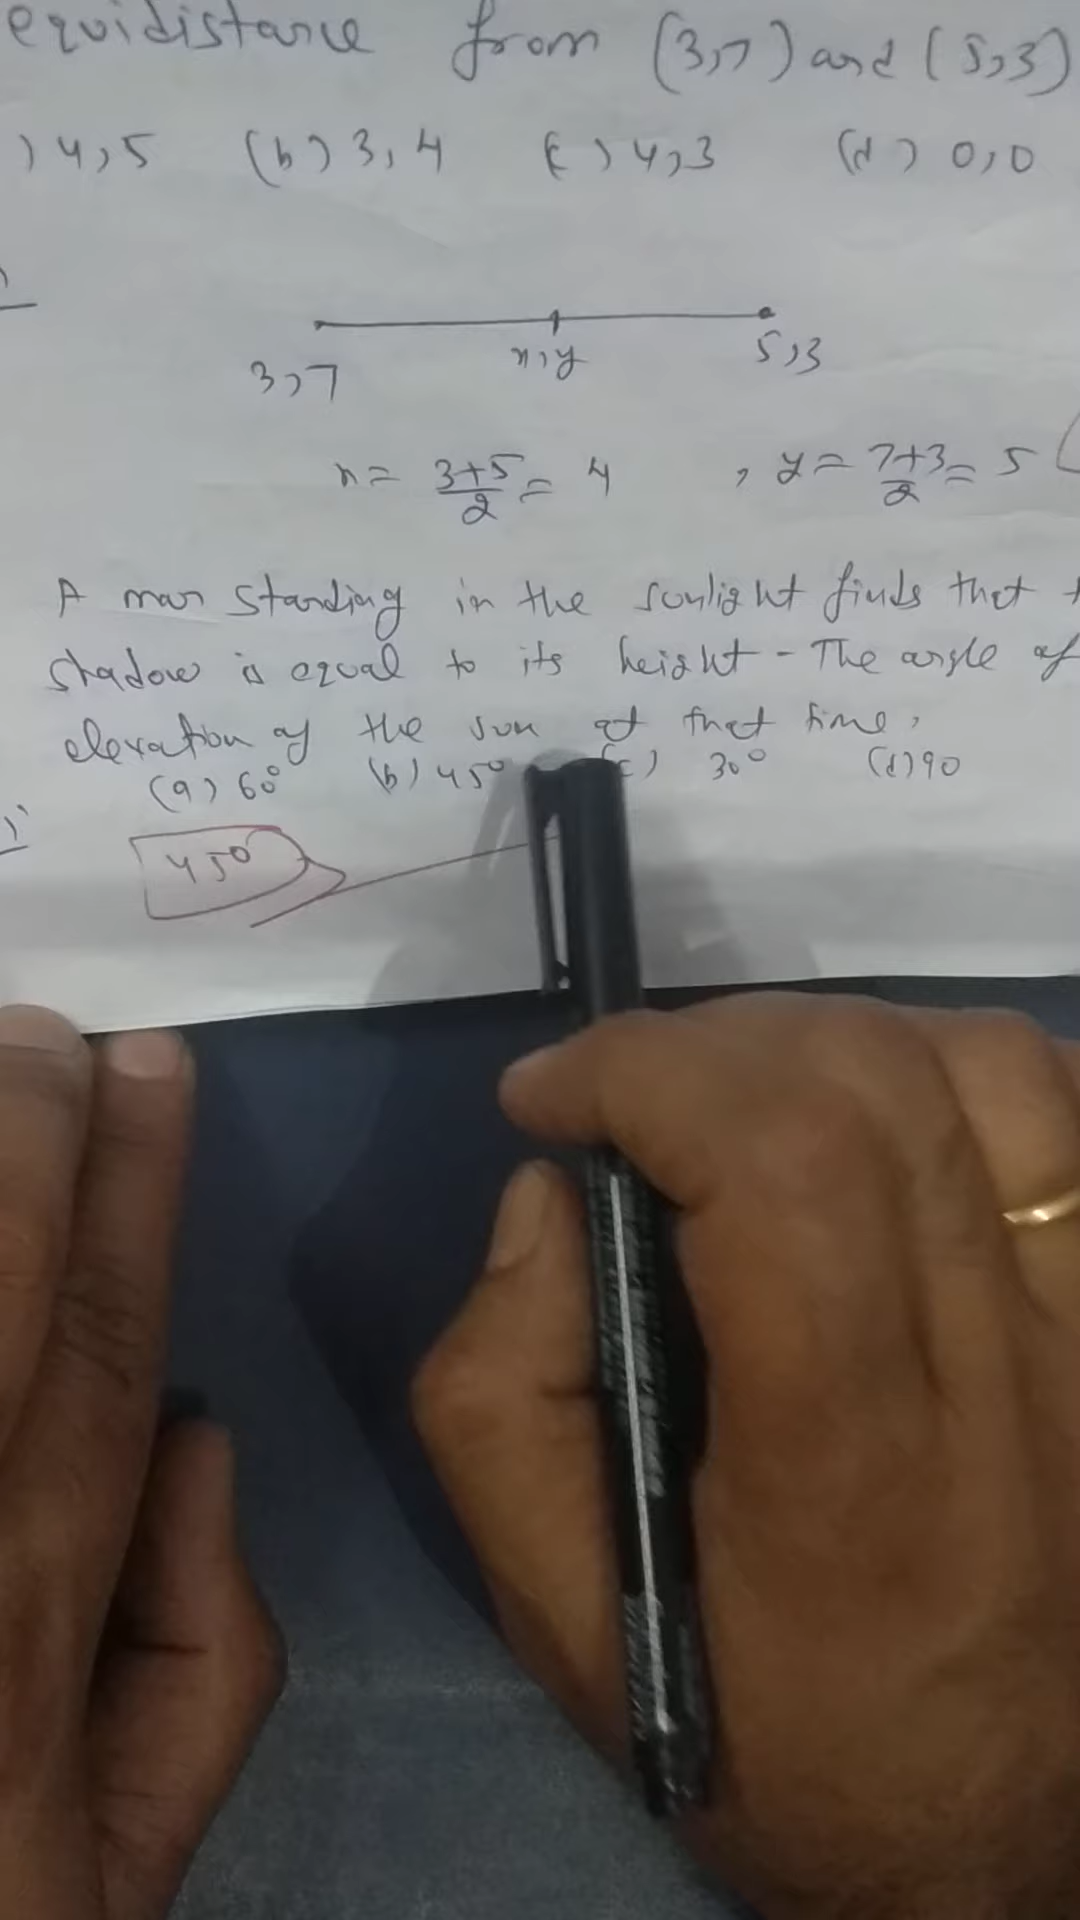 equidistance from (3,7) and (5,3)
) 4,5 (b) 3,4 (c) 4,3 (d) 0,0
3,7 x,y 5,3
x = 3+5/2 = 4 , y = 7+3/2 = 5
A man standing in the sunlight finds that
shadow is equal to its height - The angle of
elevation of the sun at that time,
(a) 60° (b) 45° (c) 30° (d) 90
45°